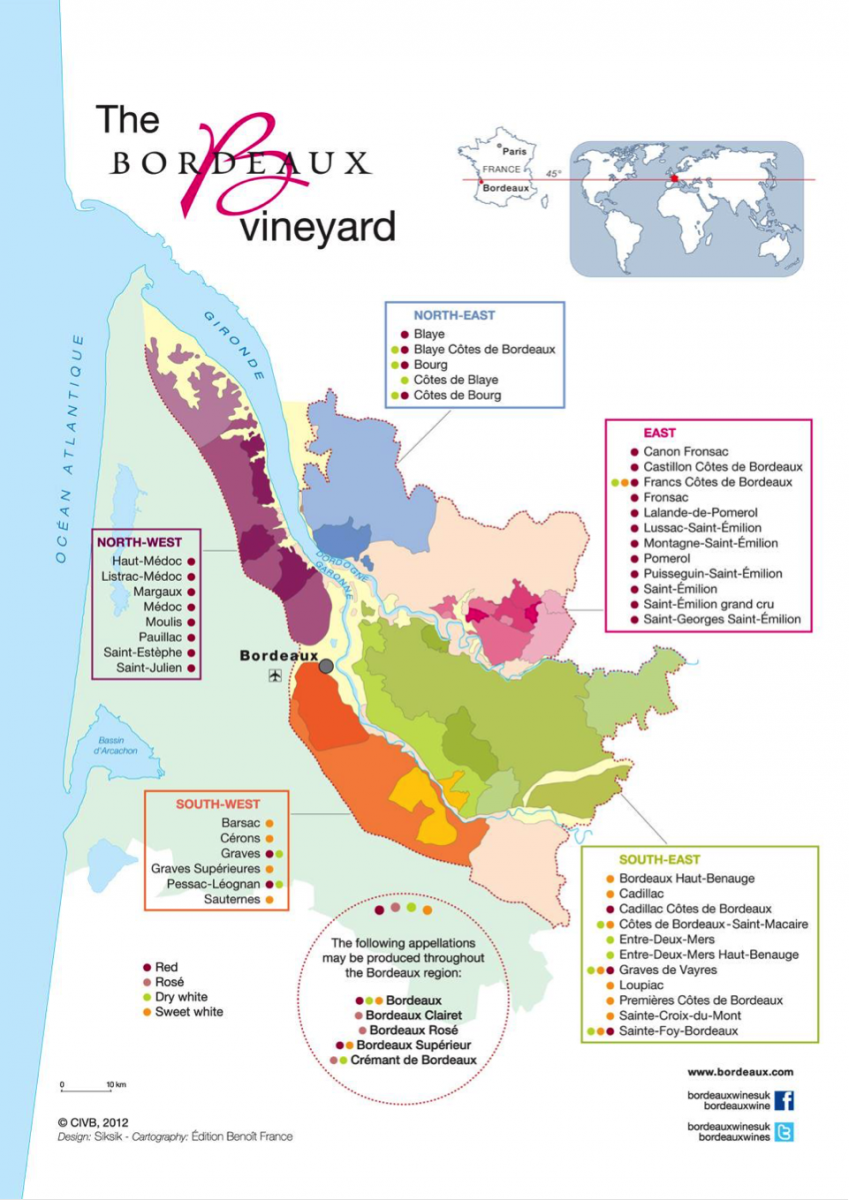 The
BORDEAUX
B
vineyard
Paris
FRANCE
Bordeaux
45°
GIRONDE
OCÉAN ATLANTIQUE
NORTH-EAST
Blaye
Blaye Côtes de Bordeaux
Bourg
Côtes de Blaye
Côtes de Bourg
EAST
Canon Fronsac
Castillon Côtes de Bordeaux
Francs Côtes de Bordeaux
Fronsac
Lalande-de-Pomerol
Lussac-Saint-Émilion
Montagne-Saint-Émilion
Pomerol
Puisseguin-Saint-Émilion
Saint-Émilion
Saint-Émilion grand cru
Saint-Georges Saint-Émilion
NORTH-WEST
Haut-Médoc
Listrac-Médoc
Margaux
Médoc
Moulis
Pauillac
Saint-Estèphe
Saint-Julien
DORDOGNE
GARONNE
Bordeaux
Bassin
d'Arcachon
SOUTH-WEST
Barsac
Cérons
Graves
Graves Supérieures
Pessac-Léognan
Sauternes
SOUTH-EAST
Bordeaux Haut-Benauge
Cadillac
Cadillac Côtes de Bordeaux
Côtes de Bordeaux-Saint-Macaire
Entre-Deux-Mers
Entre-Deux-Mers Haut-Benauge
Graves de Vayres
Loupiac
Premières Côtes de Bordeaux
Sainte-Croix-du-Mont
Sainte-Foy-Bordeaux
The following appellations
may be produced throughout
the Bordeaux region:
Bordeaux
Bordeaux Clairet
Bordeaux Rosé
Bordeaux Supérieur
Crémant de Bordeaux
Red
Rosé
Dry white
Sweet white
0 10 km
© CIVB, 2012
Design: Siksik - Cartography: Édition Benoît France
www.bordeaux.com
bordeauxwinesuk
bordeauxwine
f
bordeauxwinesuk
bordeauxwines
t